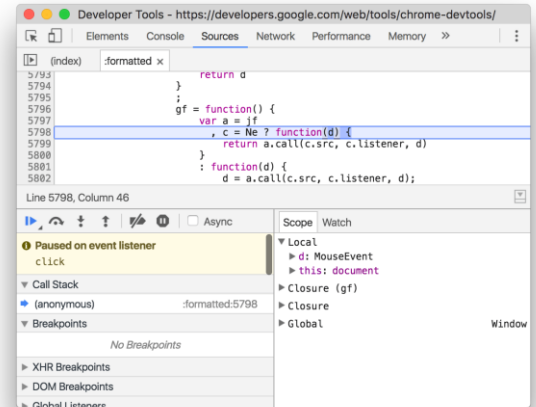 Developer Tools - https://developers.google.com/web/tools/chrome-devtools/
Elements Console Sources Network Performance Memory »
(index) :formatted ×
5793 return d
5794 }
5795 ;
5796 gf = function() {
5797 var a = jf
5798 , c = Ne ? function(d) {
5799 return a.call(c.src, c.listener, d)
5800 }
5801 : function(d) {
5802 d = a.call(c.src, c.listener, d);
Line 5798, Column 46
Async
Paused on event listener
click
Call Stack
(anonymous) :formatted:5798
Breakpoints
No Breakpoints
XHR Breakpoints
DOM Breakpoints
Global Listeners
Scope Watch
Local
d: MouseEvent
this: document
Closure (gf)
Closure
Global Window